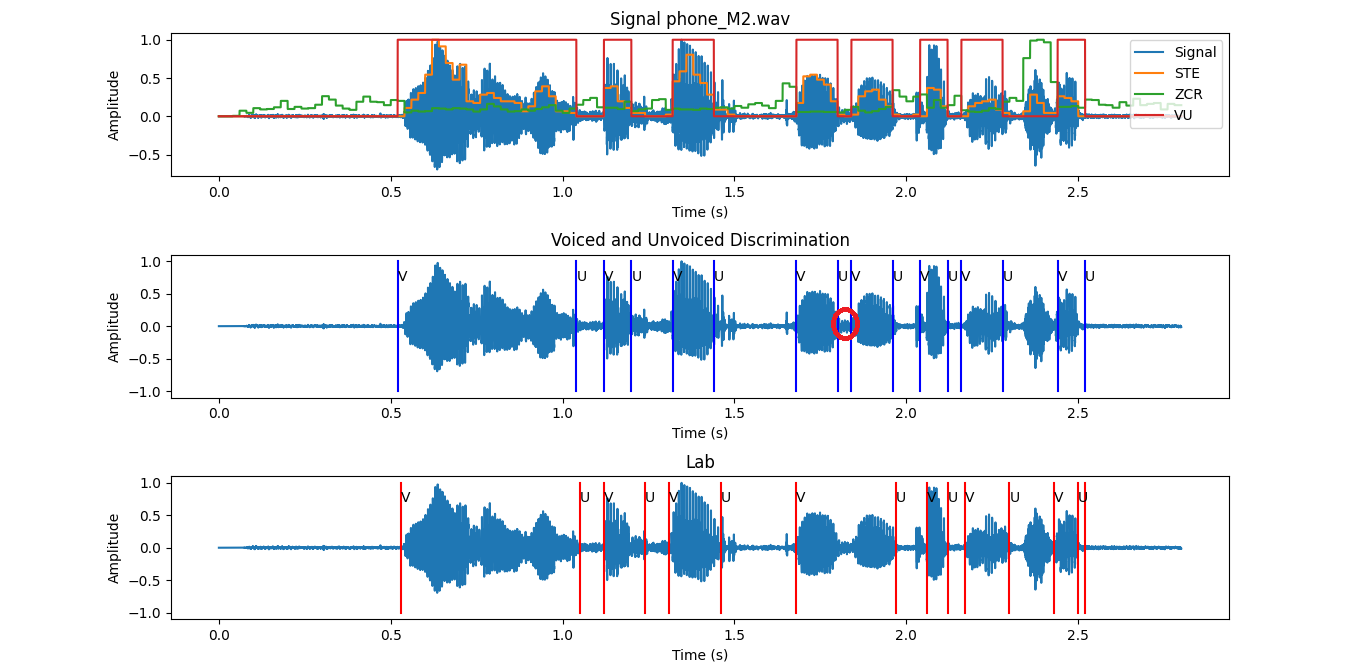 Signal phone_M2.wav
1.0
0.5
0.0
−0.5
Amplitude
Signal
STE
ZCR
VU
0.0 0.5 1.0 1.5 2.0 2.5
Time (s)
Voiced and Unvoiced Discrimination
1.0
0.5
0.0
−0.5
−1.0
Amplitude
V U V U V U V U V U V U V U V U
0.0 0.5 1.0 1.5 2.0 2.5
Time (s)
Lab
1.0
0.5
0.0
−0.5
−1.0
Amplitude
V U V U V U V U V U V U V U
0.0 0.5 1.0 1.5 2.0 2.5
Time (s)